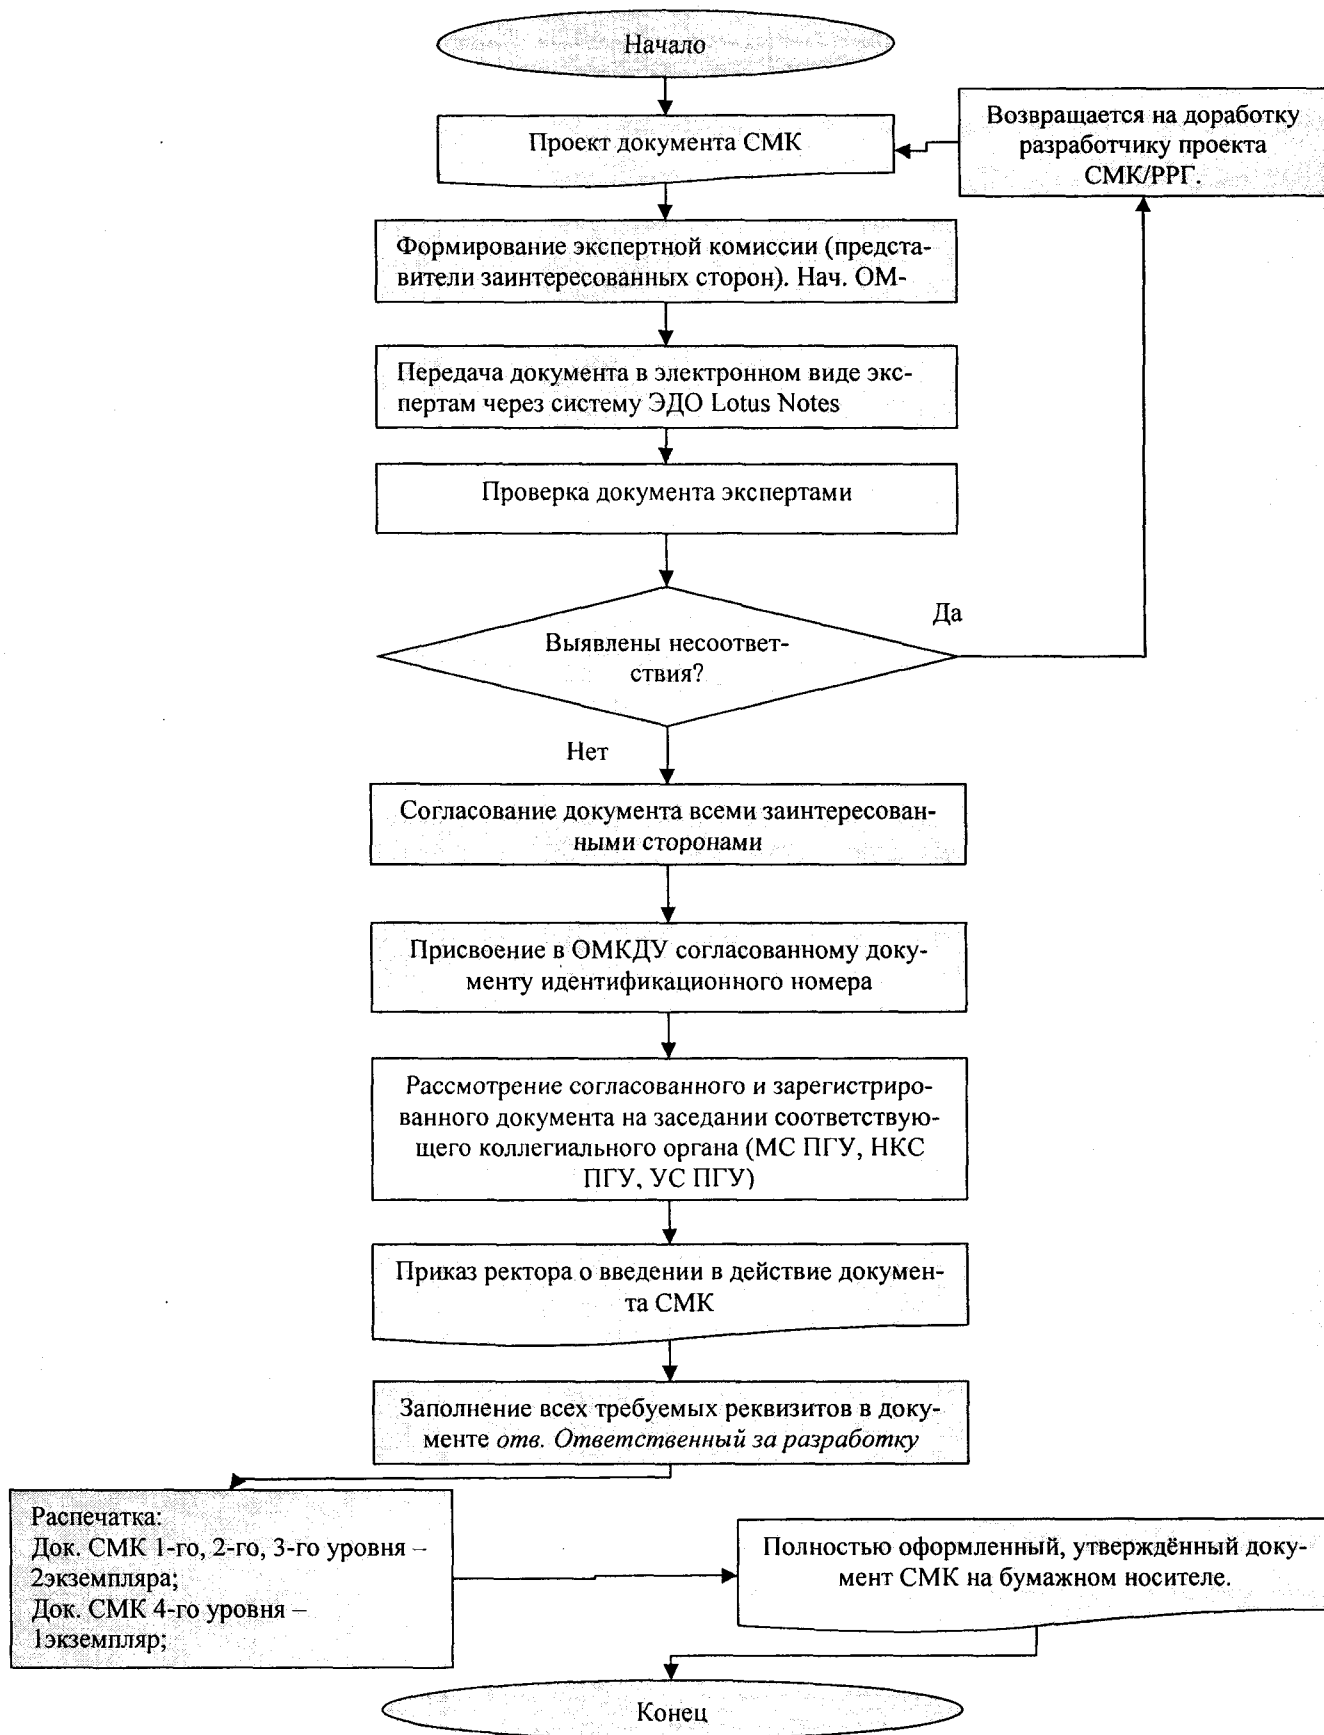 Начало
Проект документа СМК
Возвращается на доработку
разработчику проекта
СМК/РРГ.
Формирование экспертной комиссии (предста-
вители заинтересованных сторон). Нач. ОМ-
Передача документа в электронном виде экс-
пертам через систему ЭДО Lotus Notes
Проверка документа экспертами
Да
Выявлены несоответ-
ствия?
Нет
Согласование документа всеми заинтересован-
ными сторонами
Присвоение в ОМКДУ согласованному доку-
менту идентификационного номера
Рассмотрение согласованного и зарегистриро-
ванного документа на заседании соответствую-
щего коллегиального органа (МС ПГУ, НКС
ПГУ, УС ПГУ)
Приказ ректора о введении в действие докумен-
та СМК
Заполнение всех требуемых реквизитов в доку-
менте отв. Ответственный за разработку
Распечатка:
Док. СМК 1-го, 2-го, 3-го уровня –
2экземпляра;
Док. СМК 4-го уровня –
1экземпляр;
Полностью оформленный, утверждённый доку-
мент СМК на бумажном носителе.
Конец